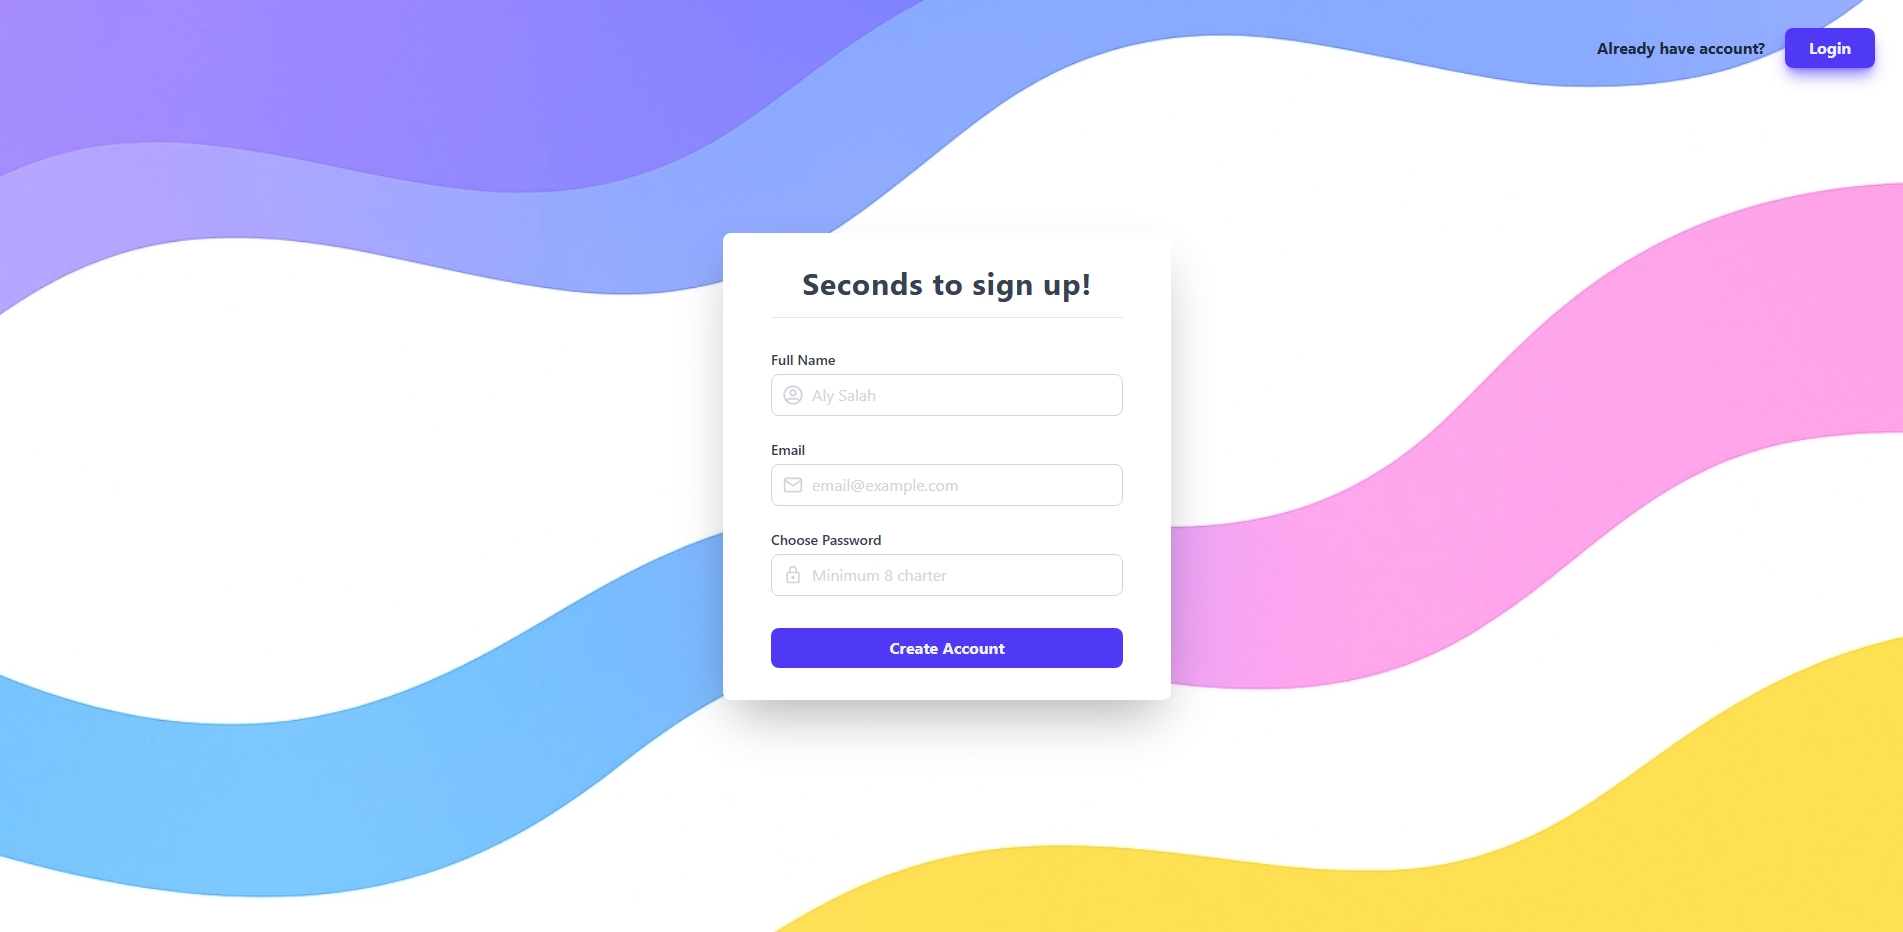 Already have account?
Login
Seconds to sign up!
Full Name
Aly Salah
Email
email@example.com
Choose Password
Minimum 8 charter
Create Account